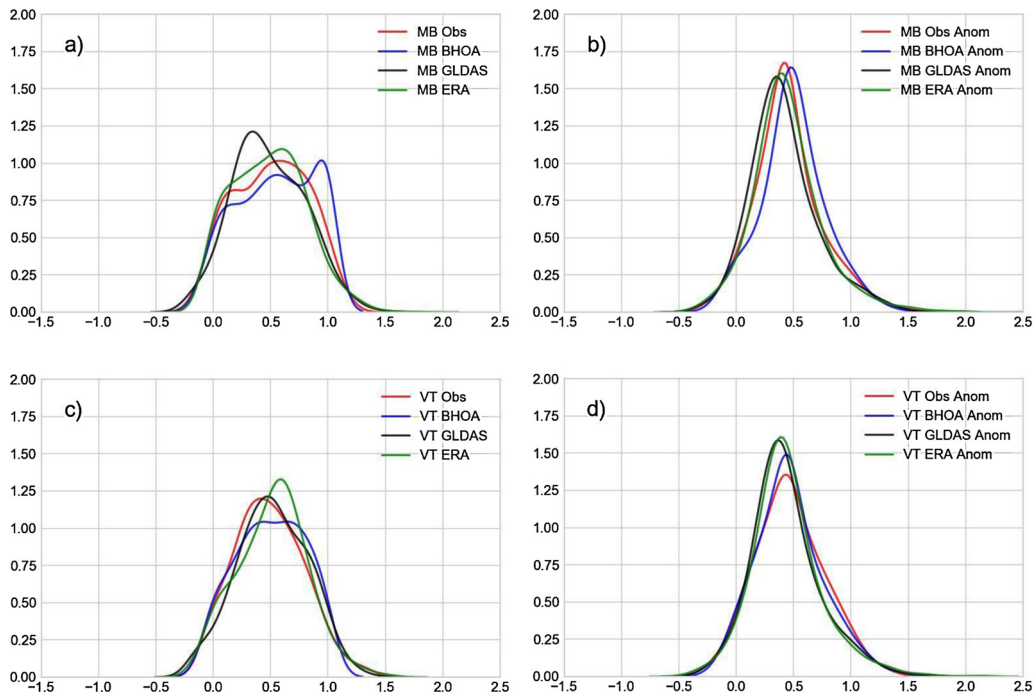 a)
MB Obs
MB BHOA
MB GLDAS
MB ERA
2.00
1.75
1.50
1.25
1.00
0.75
0.50
0.25
0.00
−1.5 −1.0 −0.5 0.0 0.5 1.0 1.5 2.0 2.5
b)
MB Obs Anom
MB BHOA Anom
MB GLDAS Anom
MB ERA Anom
2.00
1.75
1.50
1.25
1.00
0.75
0.50
0.25
0.00
−1.5 −1.0 −0.5 0.0 0.5 1.0 1.5 2.0 2.5
c)
VT Obs
VT BHOA
VT GLDAS
VT ERA
2.00
1.75
1.50
1.25
1.00
0.75
0.50
0.25
0.00
−1.5 −1.0 −0.5 0.0 0.5 1.0 1.5 2.0 2.5
d)
VT Obs Anom
VT BHOA Anom
VT GLDAS Anom
VT ERA Anom
2.00
1.75
1.50
1.25
1.00
0.75
0.50
0.25
0.00
−1.5 −1.0 −0.5 0.0 0.5 1.0 1.5 2.0 2.5